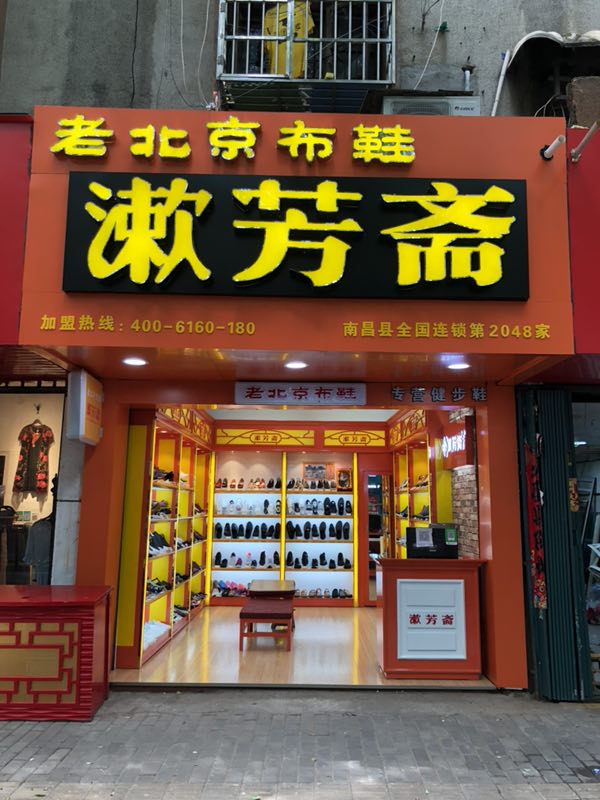 老北京布鞋
漱芳斋
加盟热线：400-6160-180
南昌县全国连锁第2048家
老北京布鞋
专营健步鞋
漱芳斋
漱芳斋
漱芳斋